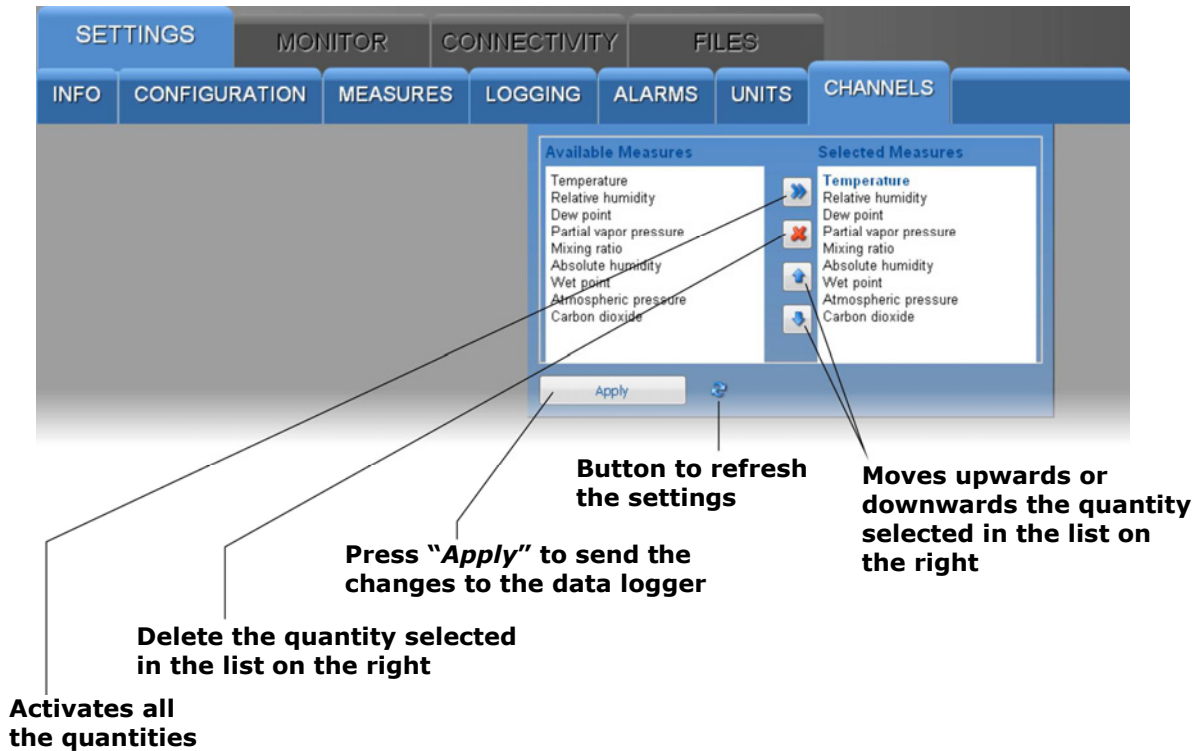 SETTINGS MONITOR CONNECTIVITY FILES
INFO CONFIGURATION MEASURES LOGGING ALARMS UNITS CHANNELS
Available Measures
Temperature
Relative humidity
Dew point
Partial vapor pressure
Mixing ratio
Absolute humidity
Wet point
Atmospheric pressure
Carbon dioxide
Selected Measures
Temperature
Relative humidity
Dew point
Partial vapor pressure
Mixing ratio
Absolute humidity
Wet point
Atmospheric pressure
Carbon dioxide
Apply
Button to refresh
the settings
Moves upwards or
downwards the quantity
selected in the list on
the right
Press “Apply” to send the
changes to the data logger
Delete the quantity selected
in the list on the right
Activates all
the quantities